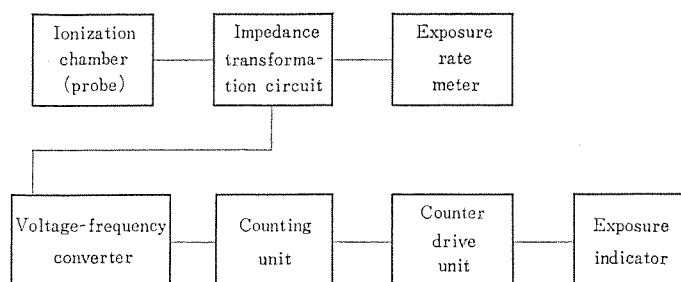 Ionization
chamber
(probe)
Impedance
transforma-
tion circuit
Exposure
rate
meter
Voltage-frequency
converter
Counting
unit
Counter
drive
unit
Exposure
indicator